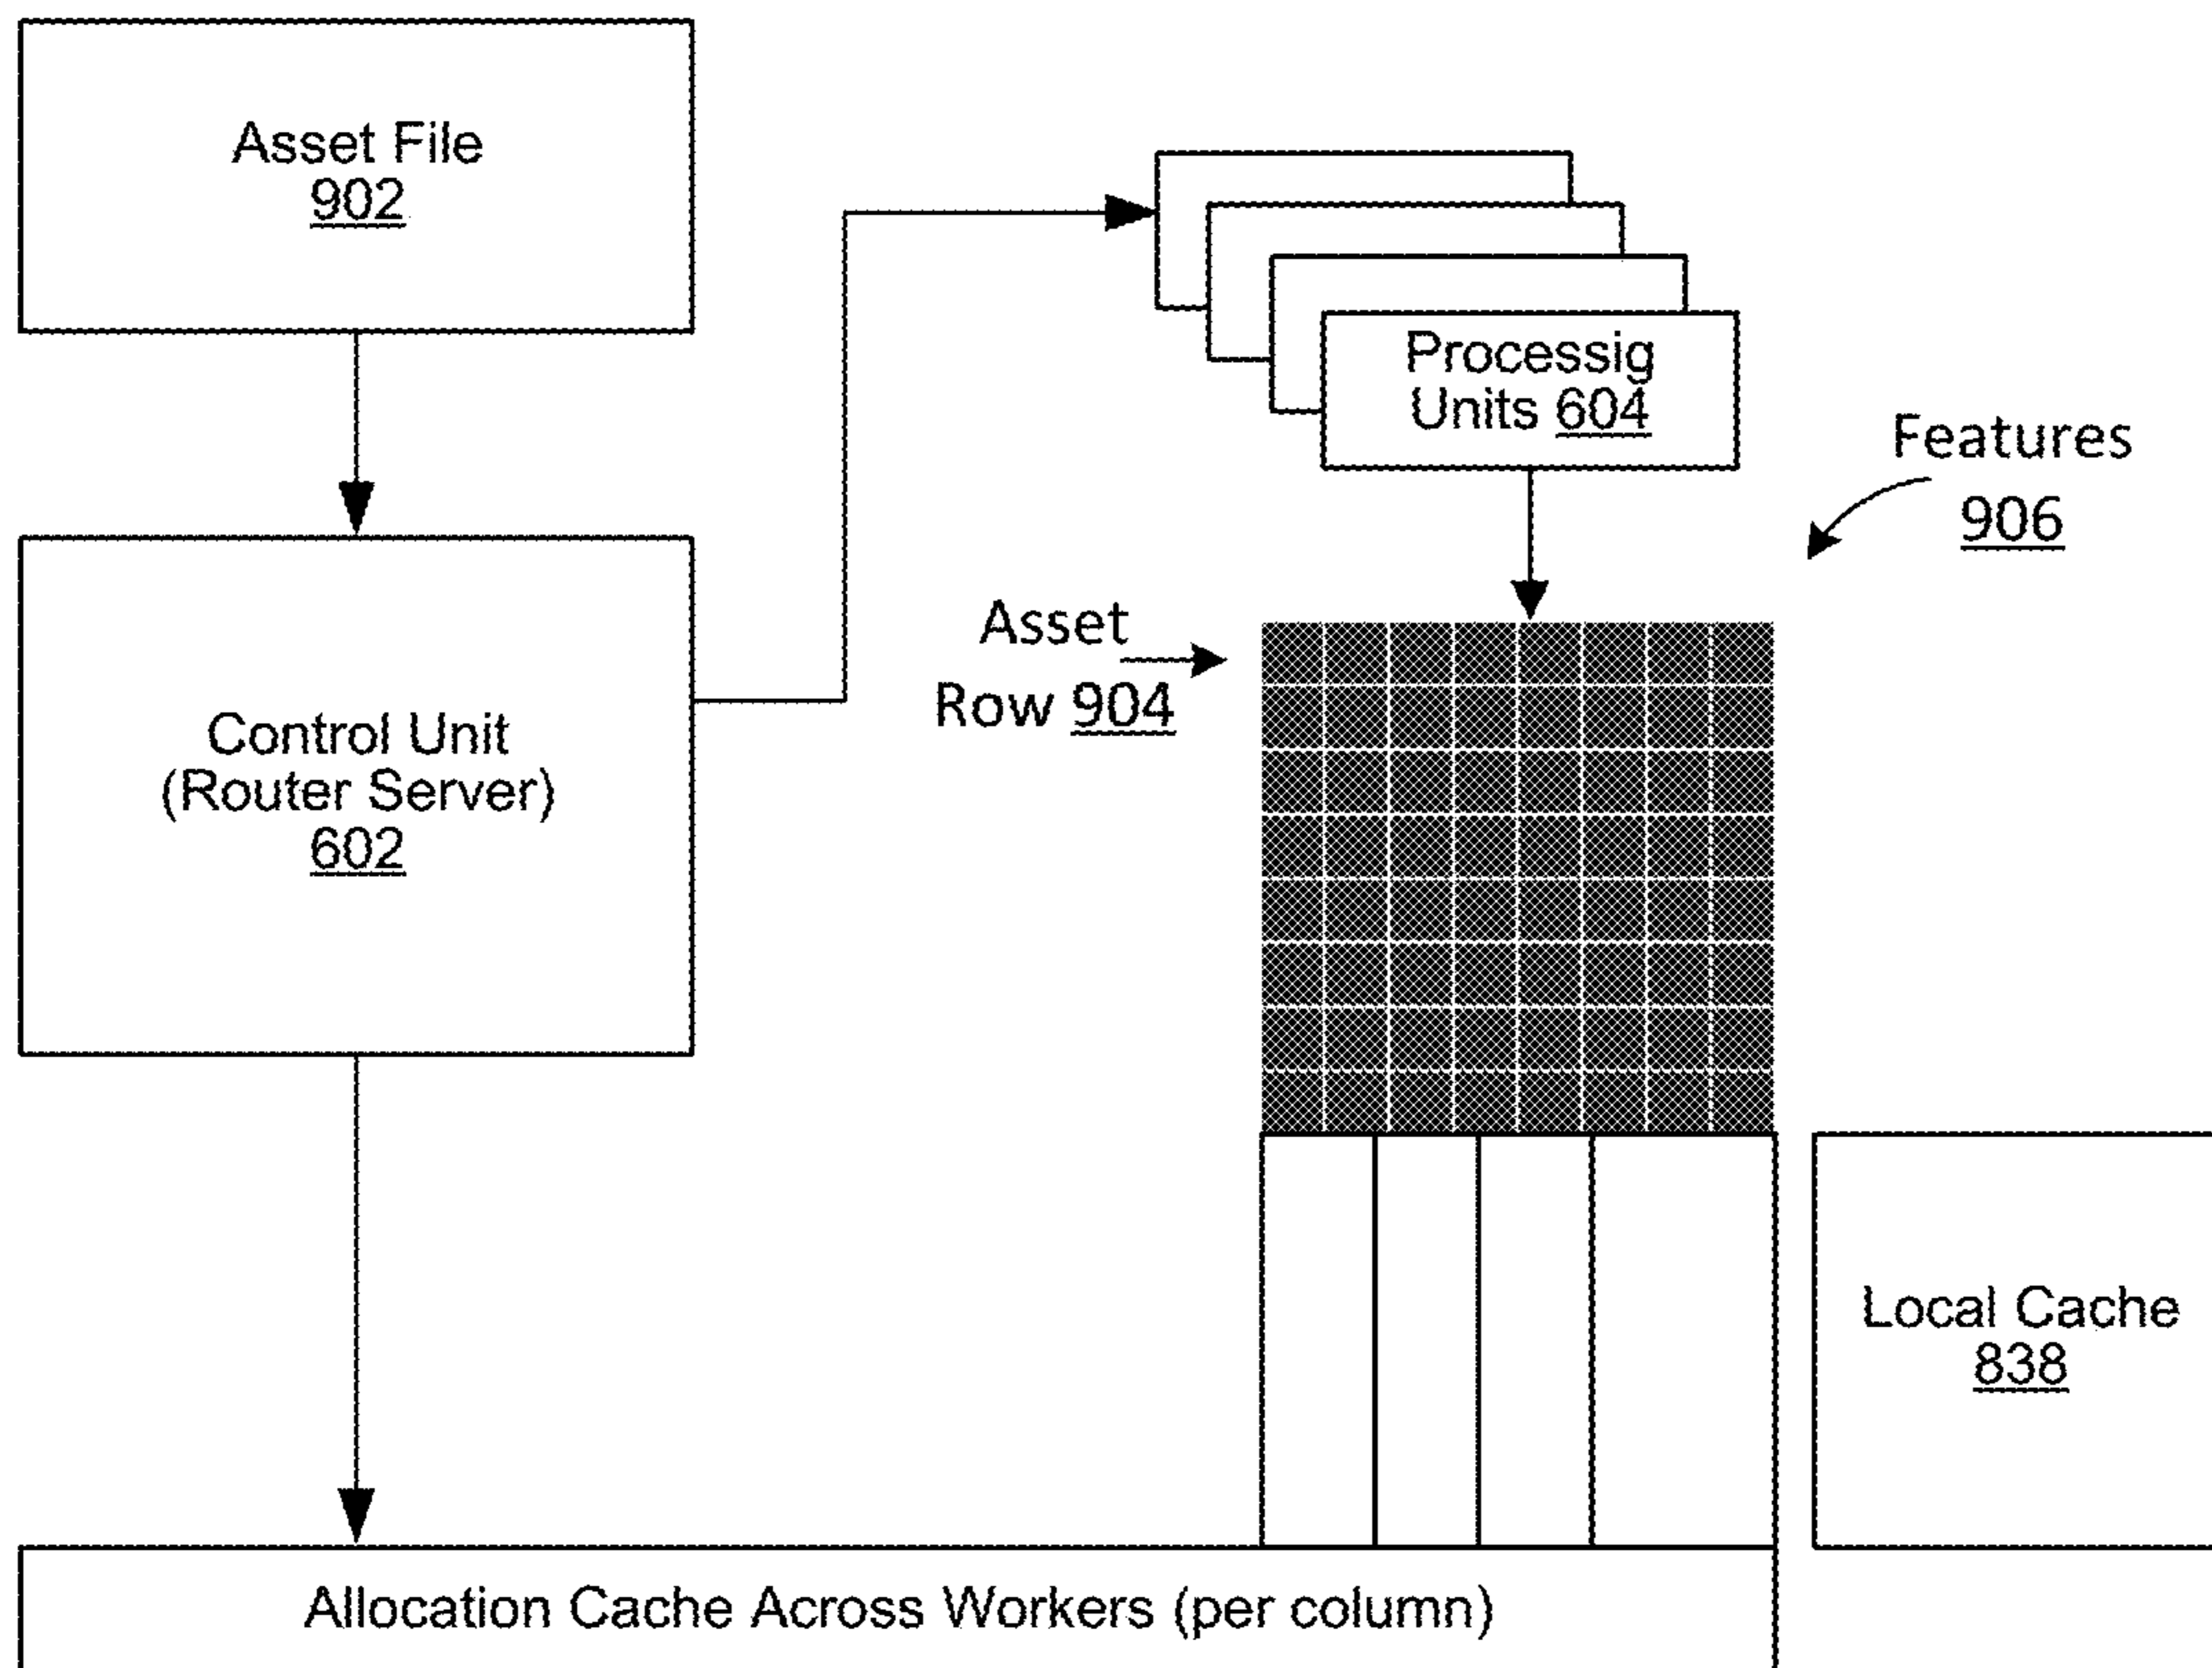 Asset File
902
Processig
Units 604
Features
906
Asset
Row 904
Control Unit
(Router Server)
602
Local Cache
838
Allocation Cache Across Workers (per column)